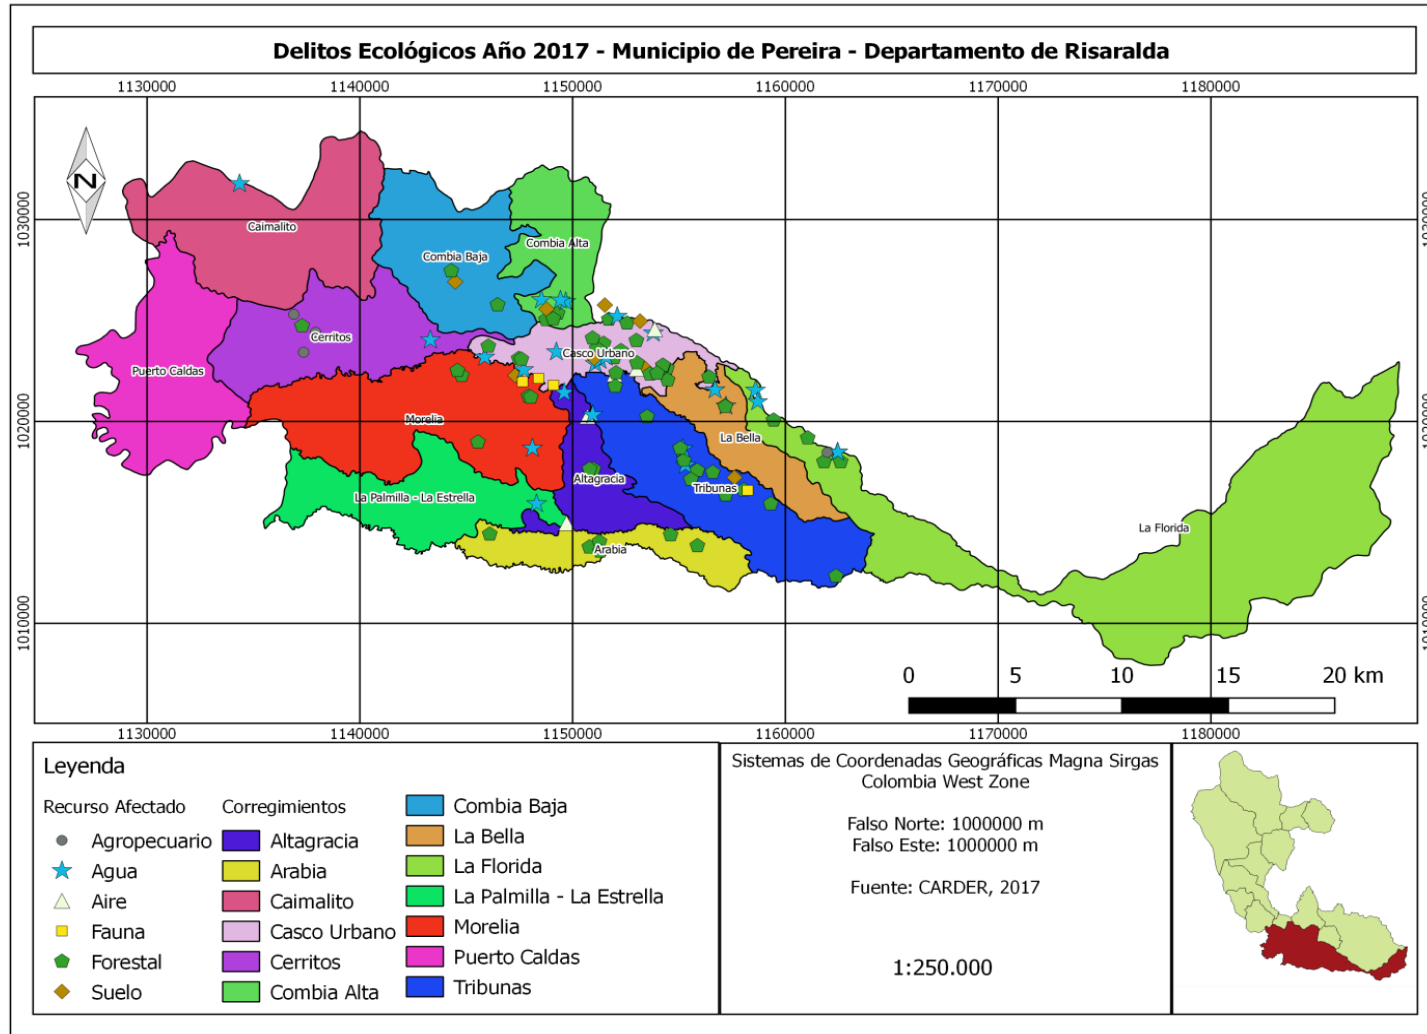 Delitos Ecológicos Año 2017 - Municipio de Pereira - Departamento de Risaralda
1130000 1140000 1150000 1160000 1170000 1180000
N
1030000 1030000
1020000 1020000
1010000 1010000
Caimalito
Combia Alta
Combia Baja
Cerritos
Casco Urbano
Puerto Caldas
Morelia
La Bella
Altagracia
Tribunas
La Palmilla - La Estrella
La Florida
Arabia
0 5 10 15 20 km
1130000 1140000 1150000 1160000 1170000 1180000
Leyenda
Recurso Afectado
Agropecuario
Agua
Aire
Fauna
Forestal
Suelo
Corregimientos
Altagracia
Arabia
Caimalito
Casco Urbano
Cerritos
Combia Alta
Combia Baja
La Bella
La Florida
La Palmilla - La Estrella
Morelia
Puerto Caldas
Tribunas
Sistemas de Coordenadas Geográficas Magna Sirgas
Colombia West Zone
Falso Norte: 1000000 m
Falso Este: 1000000 m
Fuente: CARDER, 2017
1:250.000